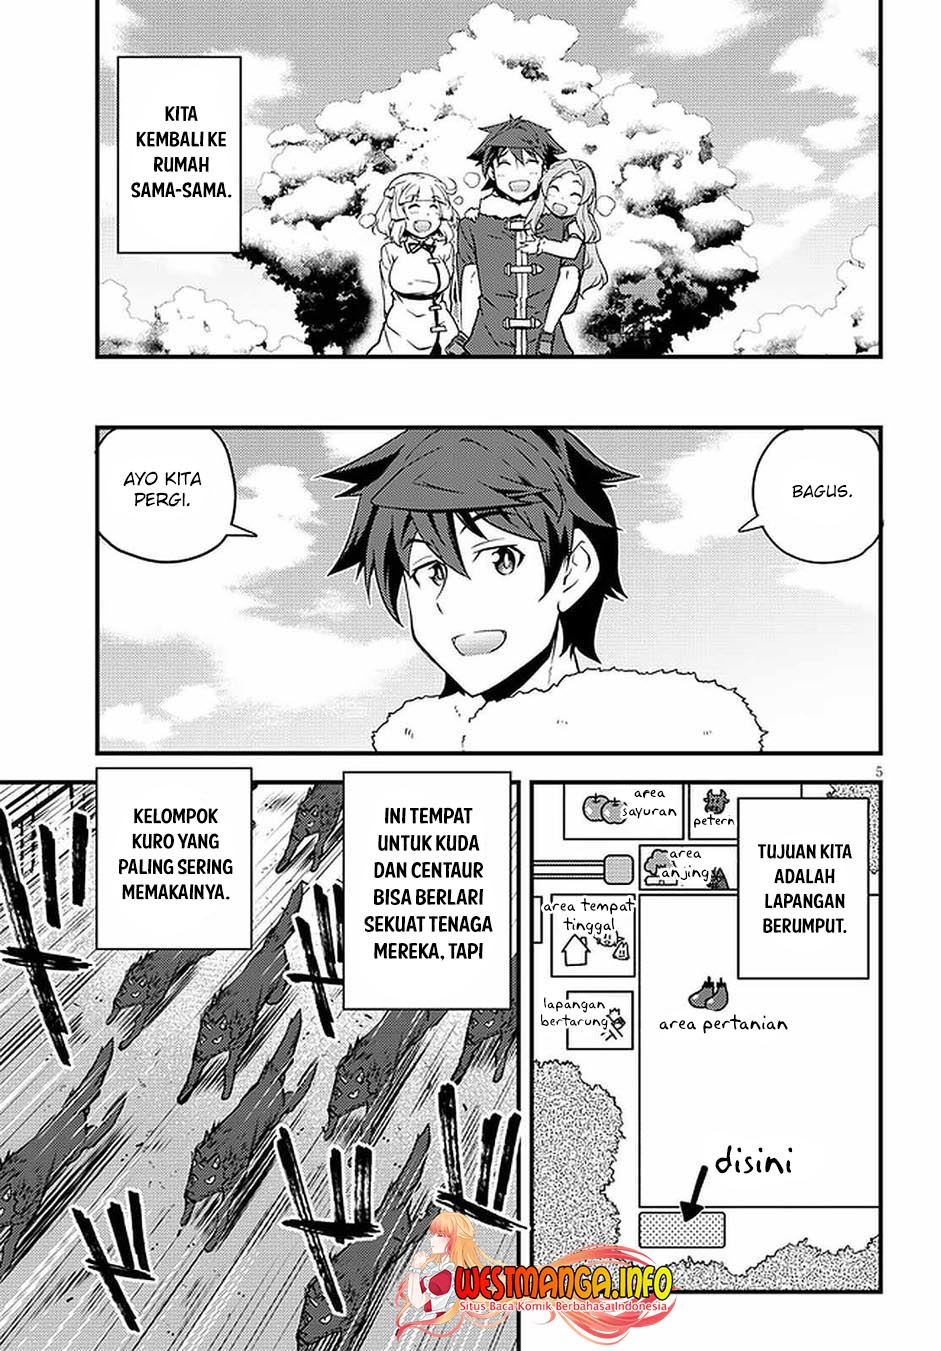 KITA
KEMBALI KE
RUMAH
SAMA-SAMA.
BAGUS.
AYO KITA
PERGI.
5
TUJUAN KITA
ADALAH
LAPANGAN
BERUMPUT.
area
sayuran
petern
area
anjing
area tempat
tinggal
lapangan
bertarung
area pertanian
disini
INI TEMPAT
UNTUK KUDA
DAN CENTAUR
BISA BERLARI
SEKUAT TENAGA
MEREKA, TAPI
KELOMPOK
KURO YANG
PALING SERING
MEMAKAINYA.
WESTMANGA.INFO
SITUS BACA KOMIK BERBAHASA INDONESIA